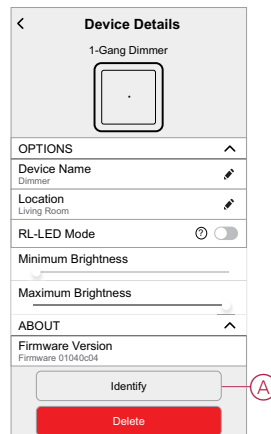 Device Details
1-Gang Dimmer
OPTIONS
Device Name
Dimmer
Location
Living Room
RL-LED Mode ?
Minimum Brightness
Maximum Brightness
ABOUT
Firmware Version
Firmware 01040c04
Identify
A
Delete